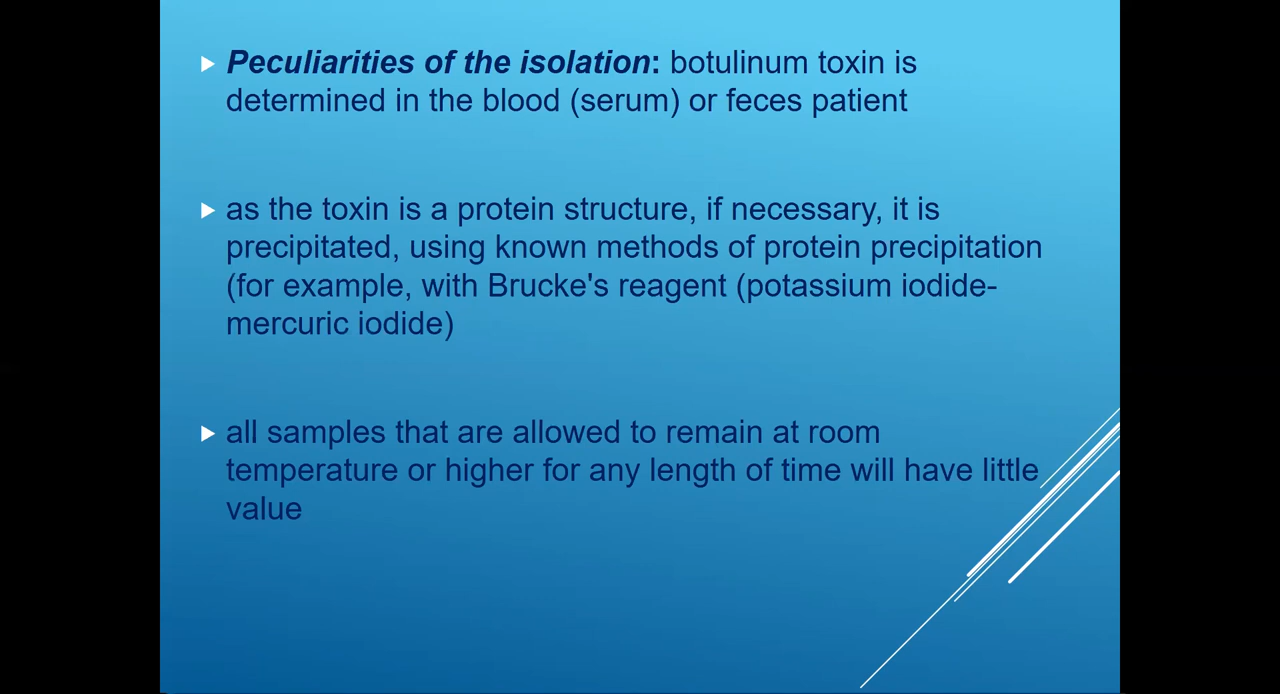 Peculiarities of the isolation: botulinum toxin is
determined in the blood (serum) or feces patient
as the toxin is a protein structure, if necessary, it is
precipitated, using known methods of protein precipitation
(for example, with Brucke's reagent (potassium iodide-
mercuric iodide)
all samples that are allowed to remain at room
temperature or higher for any length of time will have little
value